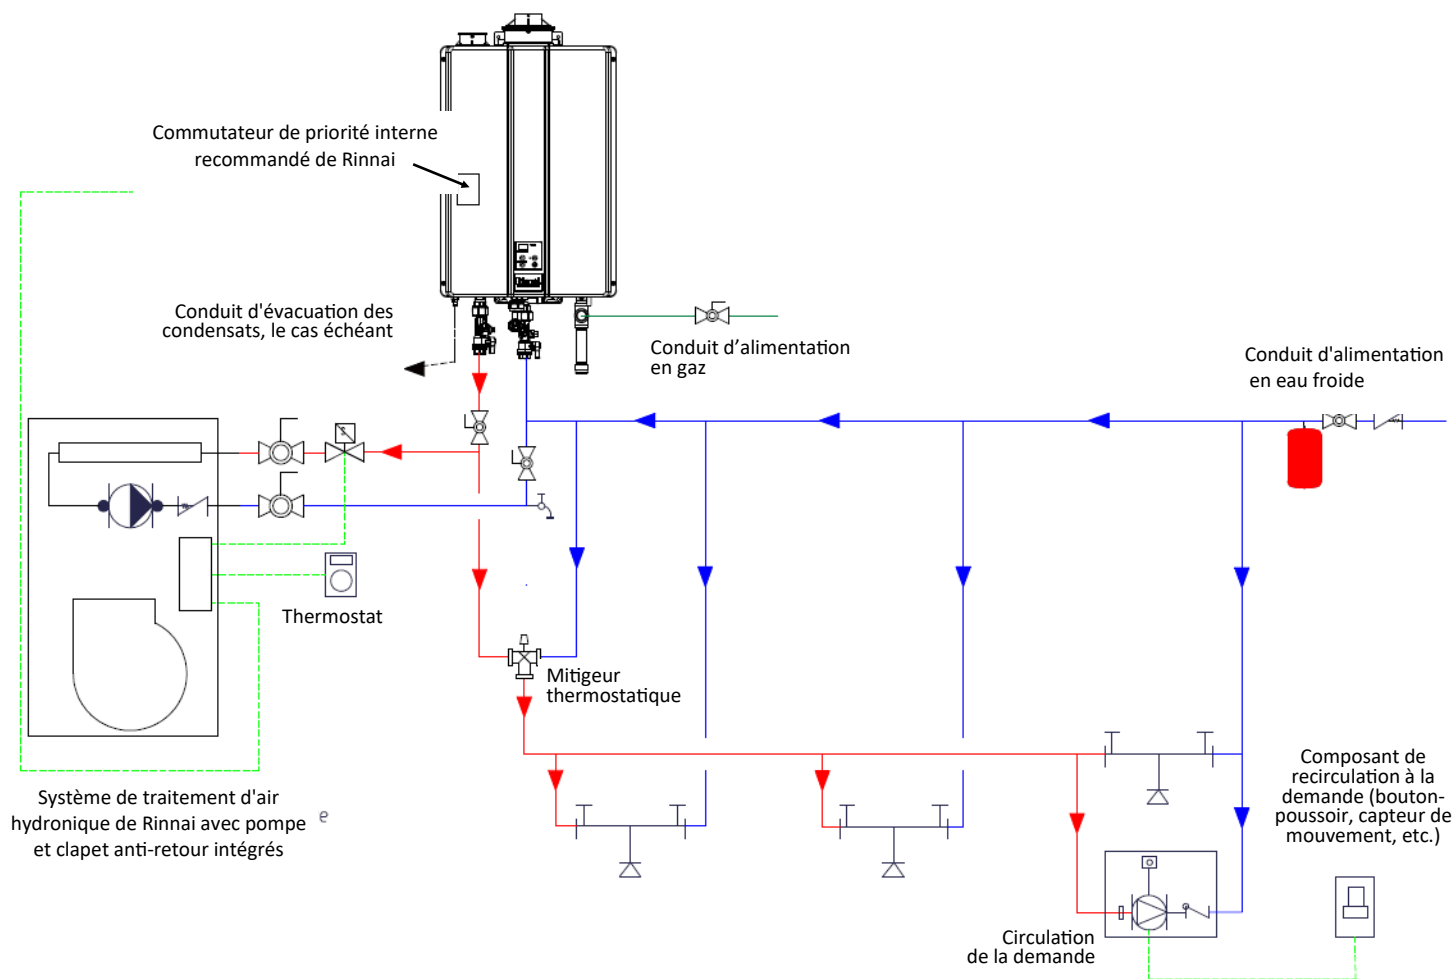 Commutateur de priorité interne
recommandé de Rinnai
Conduit d'évacuation des
condensats, le cas échéant
Conduit d’alimentation
en gaz
Conduit d'alimentation
en eau froide
Thermostat
Mitigeur
thermostatique
Système de traitement d'air
hydronique de Rinnai avec pompe
et clapet anti-retour intégrés
e
Composant de
recirculation à la
demande (bouton-
poussoir, capteur de
mouvement, etc.)
Circulation
de la demande